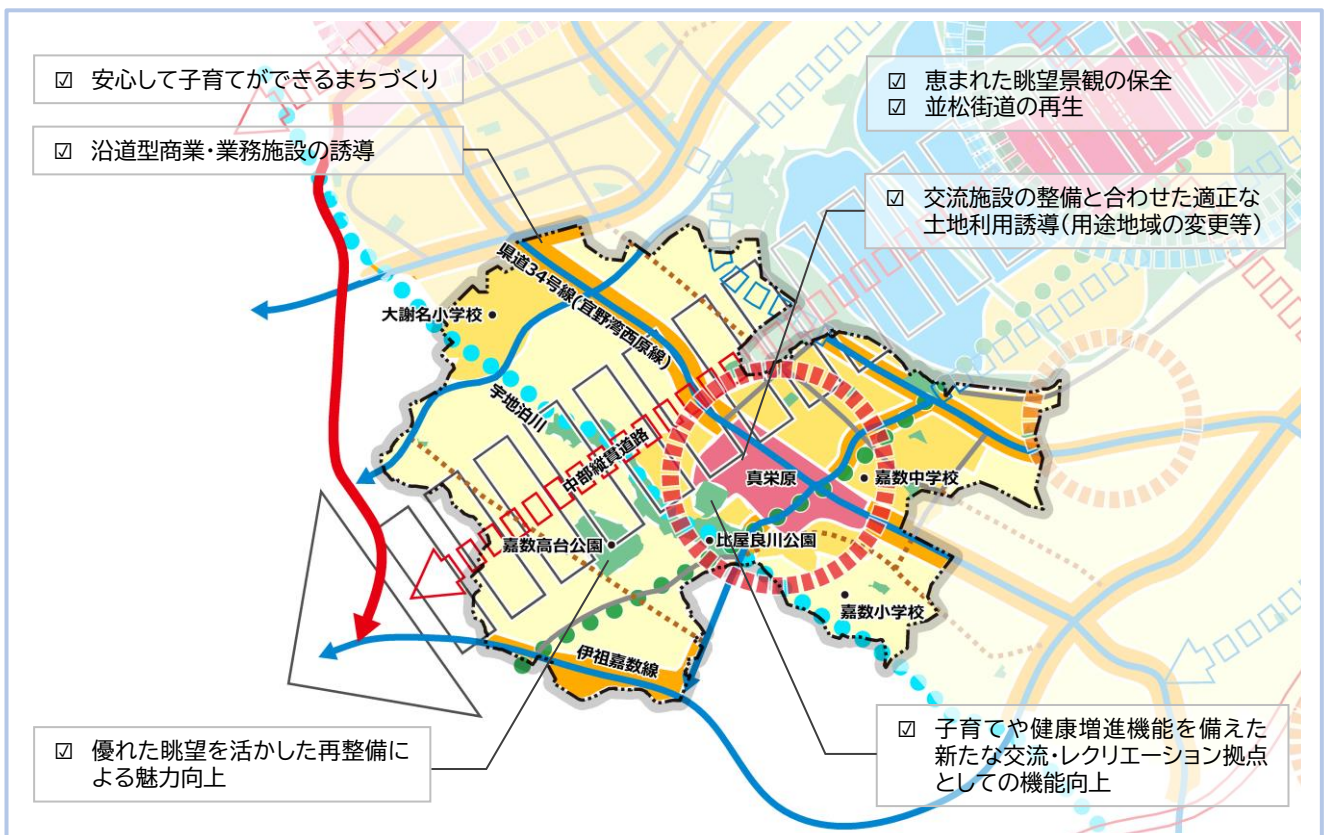 ☑ 安心して子育てができるまちづくり
☑ 恵まれた眺望景観の保全
☑ 並松街道の再生
☑ 沿道型商業・業務施設の誘導
☑ 交流施設の整備と合わせた適正な
土地利用誘導(用途地域の変更等)
県道34号線(宜野湾西原線)
大謝名小学校
宇地泊川
中部縦貫道路
真栄原
嘉数中学校
嘉数高台公園
比屋良川公園
嘉数小学校
伊祖嘉数線
☑ 優れた眺望を活かした再整備に
よる魅力向上
☑ 子育てや健康増進機能を備えた
新たな交流・レクリエーション拠点
としての機能向上